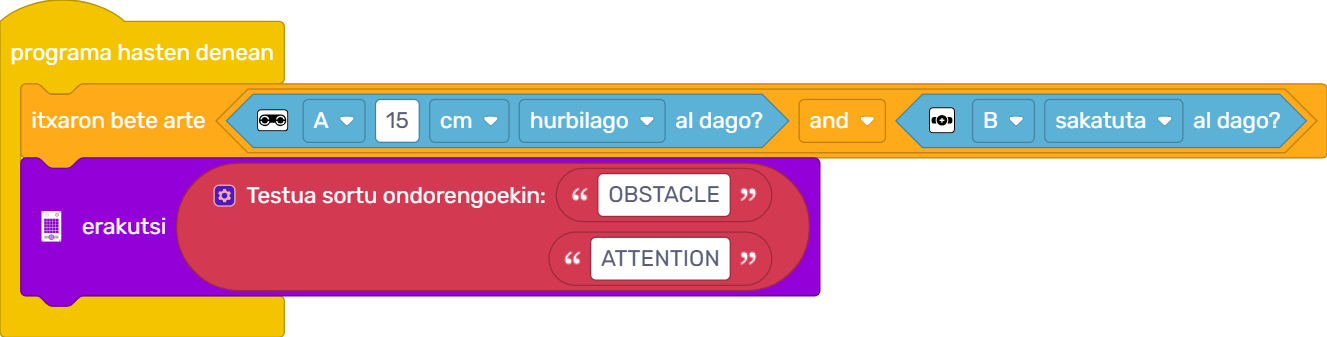 programa hasten denean
itxaron bete arte A 15 cm hurbilago al dago? and B sakatuta al dago?
Testua sortu ondorengoekin: “ OBSTACLE ”
erakutsi
“ ATTENTION ”